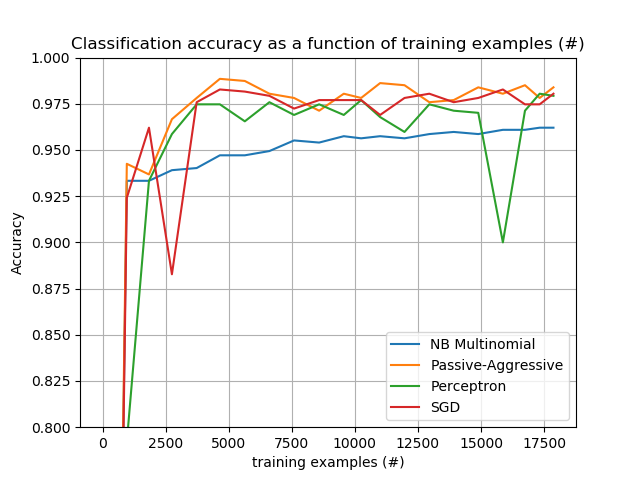 Classification accuracy as a function of training examples (#)
1.000
0.975
0.950
0.925
0.900
0.875
0.850
0.825
0.800
Accuracy
NB Multinomial
Passive-Aggressive
Perceptron
SGD
0 2500 5000 7500 10000 12500 15000 17500
training examples (#)